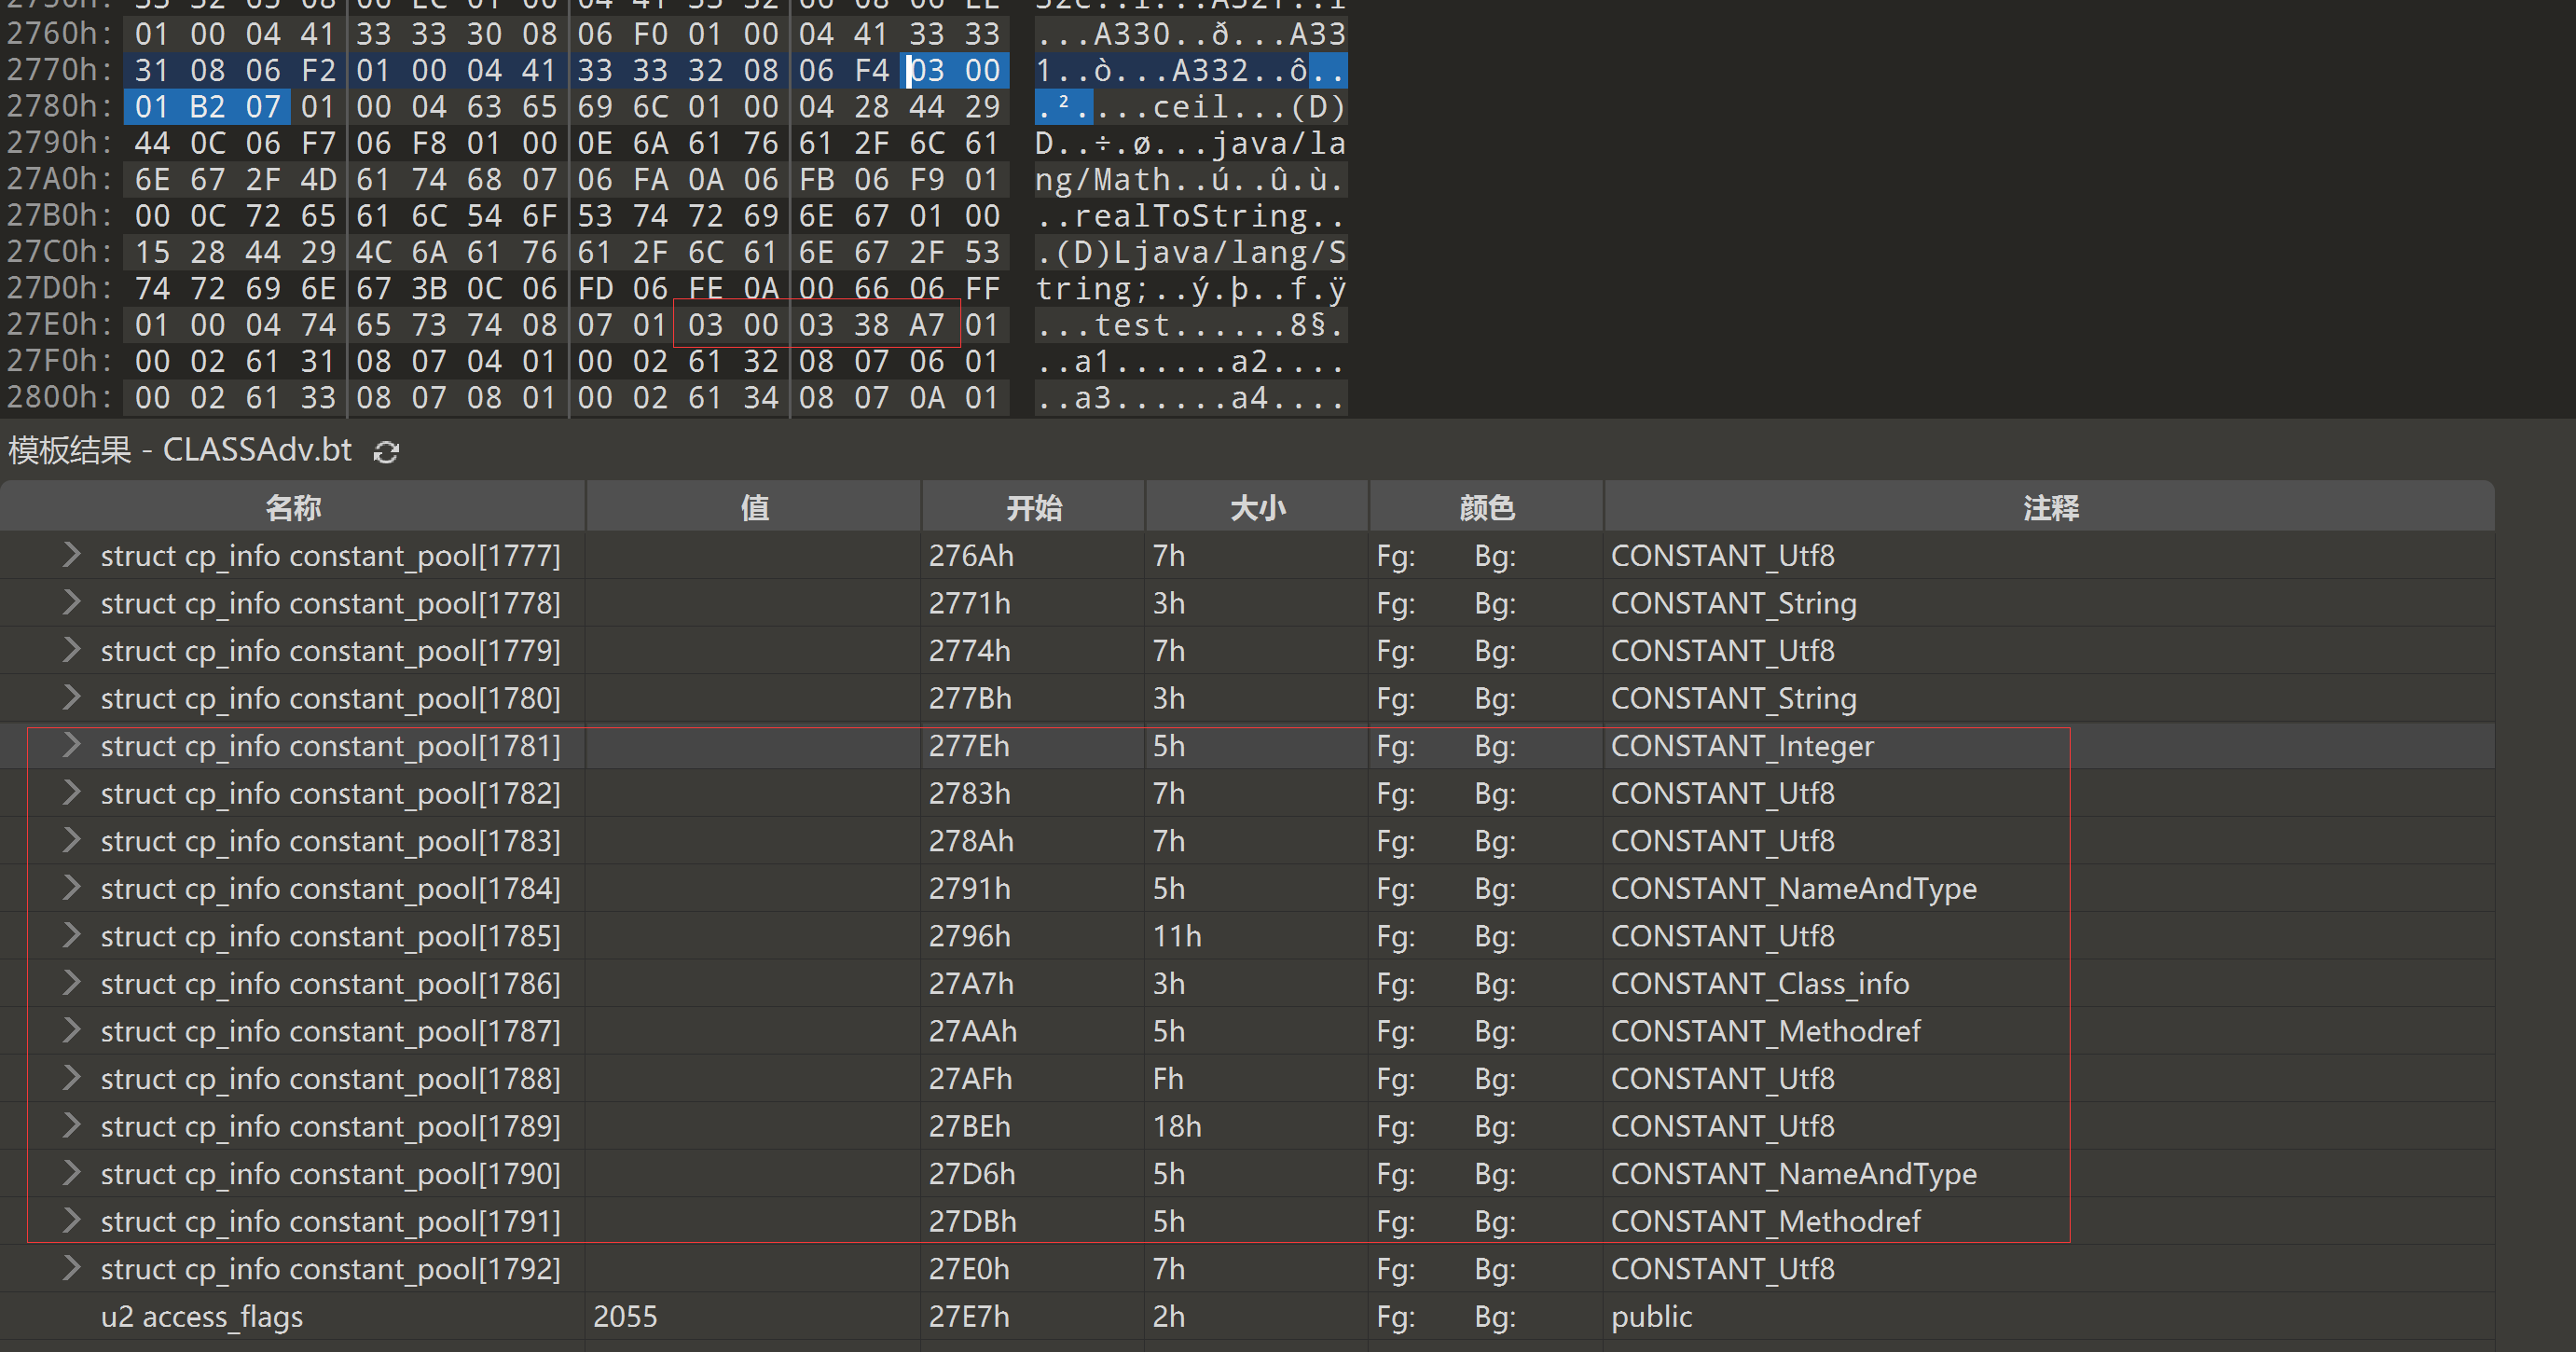 2760h: 01 00 04 41 33 33 30 08 06 F0 01 00 04 41 33 33 ...A330..ð...A33
2770h: 31 08 06 F2 01 00 04 41 33 33 32 08 06 F4 03 00 1..ò...A332..ô..
2780h: 01 B2 07 01 00 04 63 65 69 6C 01 00 04 28 44 29 .²....ceil...(D)
2790h: 44 0C 06 F7 06 F8 01 00 0E 6A 61 76 61 2F 6C 61 D..÷.ø...java/la
27A0h: 6E 67 2F 4D 61 74 68 07 06 FA 0A 06 FB 06 F9 01 ng/Math..ú..û.ù.
27B0h: 00 0C 72 65 61 6C 54 6F 53 74 72 69 6E 67 01 00 ..realToString..
27C0h: 15 28 44 29 4C 6A 61 76 61 2F 6C 61 6E 67 2F 53 .(D)Ljava/lang/S
27D0h: 74 72 69 6E 67 3B 0C 06 FD 06 FE 0A 00 66 06 FF tring;..ý.þ..f.ÿ
27E0h: 01 00 04 74 65 73 74 08 07 01 03 00 03 38 A7 01 ...test......8§.
27F0h: 00 02 61 31 08 07 04 01 00 02 61 32 08 07 06 01 ..a1......a2....
2800h: 00 02 61 33 08 07 08 01 00 02 61 34 08 07 0A 01 ..a3......a4....
模板结果 - CLASSAdv.bt
名称 值 开始 大小 颜色 注释
struct cp_info constant_pool[1777] 276Ah 7h Fg: Bg: CONSTANT_Utf8
struct cp_info constant_pool[1778] 2771h 3h Fg: Bg: CONSTANT_String
struct cp_info constant_pool[1779] 2774h 7h Fg: Bg: CONSTANT_Utf8
struct cp_info constant_pool[1780] 277Bh 3h Fg: Bg: CONSTANT_String
struct cp_info constant_pool[1781] 277Eh 5h Fg: Bg: CONSTANT_Integer
struct cp_info constant_pool[1782] 2783h 7h Fg: Bg: CONSTANT_Utf8
struct cp_info constant_pool[1783] 278Ah 7h Fg: Bg: CONSTANT_Utf8
struct cp_info constant_pool[1784] 2791h 5h Fg: Bg: CONSTANT_NameAndType
struct cp_info constant_pool[1785] 2796h 11h Fg: Bg: CONSTANT_Utf8
struct cp_info constant_pool[1786] 27A7h 3h Fg: Bg: CONSTANT_Class_info
struct cp_info constant_pool[1787] 27AAh 5h Fg: Bg: CONSTANT_Methodref
struct cp_info constant_pool[1788] 27AFh Fh Fg: Bg: CONSTANT_Utf8
struct cp_info constant_pool[1789] 27BEh 18h Fg: Bg: CONSTANT_Utf8
struct cp_info constant_pool[1790] 27D6h 5h Fg: Bg: CONSTANT_NameAndType
struct cp_info constant_pool[1791] 27DBh 5h Fg: Bg: CONSTANT_Methodref
struct cp_info constant_pool[1792] 27E0h 7h Fg: Bg: CONSTANT_Utf8
u2 access_flags 2055 27E7h 2h Fg: Bg: public